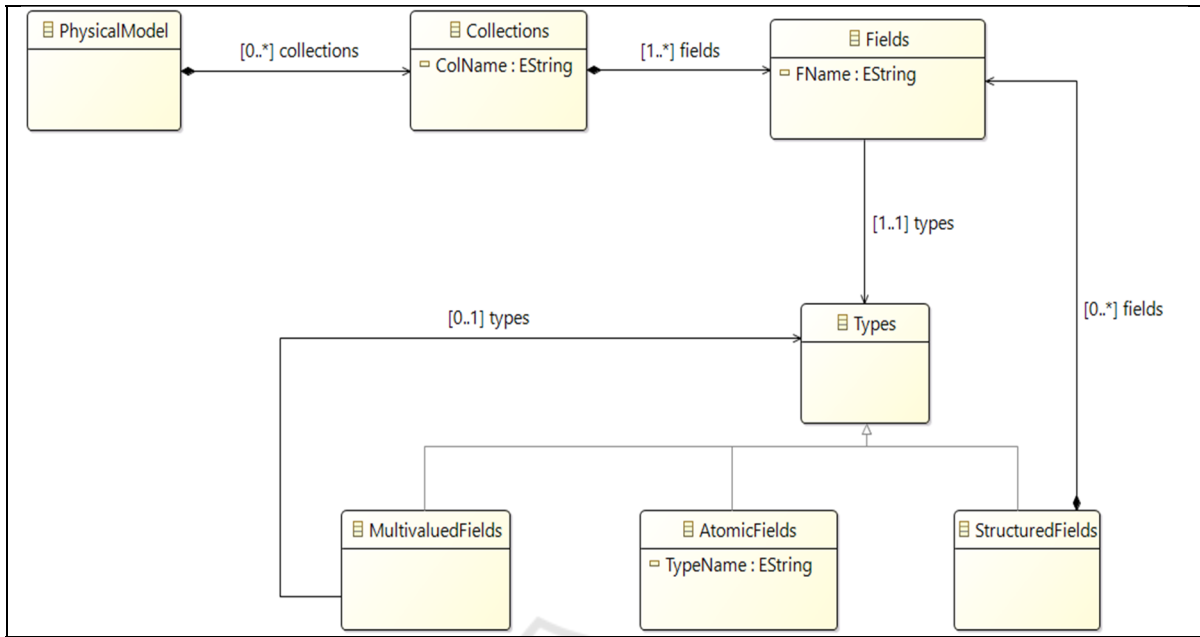 PhysicalModel
[0..*] collections
Collections
ColName : EString
[1..*] fields
Fields
FName : EString
[1..1] types
[0..*] fields
[0..1] types
Types
MultivaluedFields
AtomicFields
TypeName : EString
StructuredFields